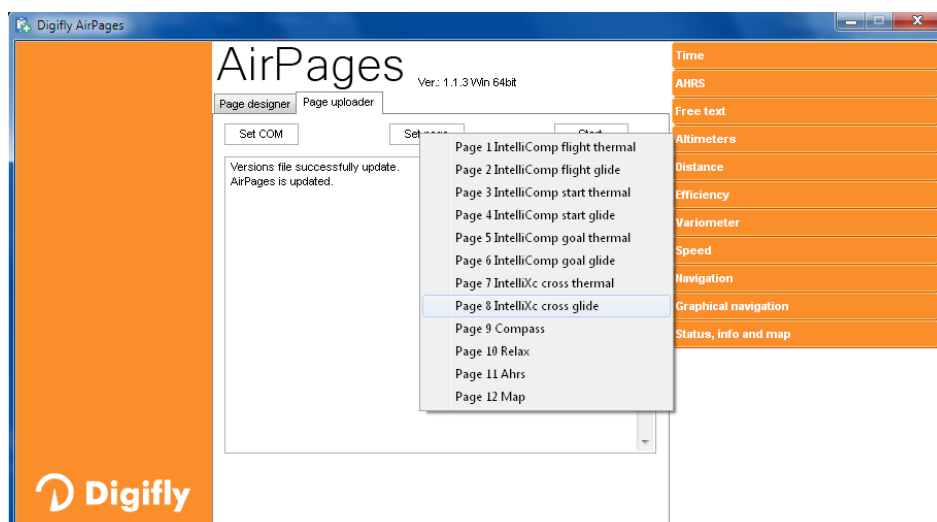 Digifly AirPages
AirPages
Ver.: 1.1.3 Win 64bit
Page designer
Page uploader
Set COM
Versions file successfully update.
AirPages is updated.
Page 1 IntelliComp flight thermal
Page 2 IntelliComp flight glide
Page 3 IntelliComp start thermal
Page 4 IntelliComp start glide
Page 5 IntelliComp goal thermal
Page 6 IntelliComp goal glide
Page 7 IntelliXc cross thermal
Page 8 IntelliXc cross glide
Page 9 Compass
Page 10 Relax
Page 11 Ahrs
Page 12 Map
Time
AHRS
Free text
Altimeters
Distance
Efficiency
Variometer
Speed
Navigation
Graphical navigation
Status, info and map
Digifly